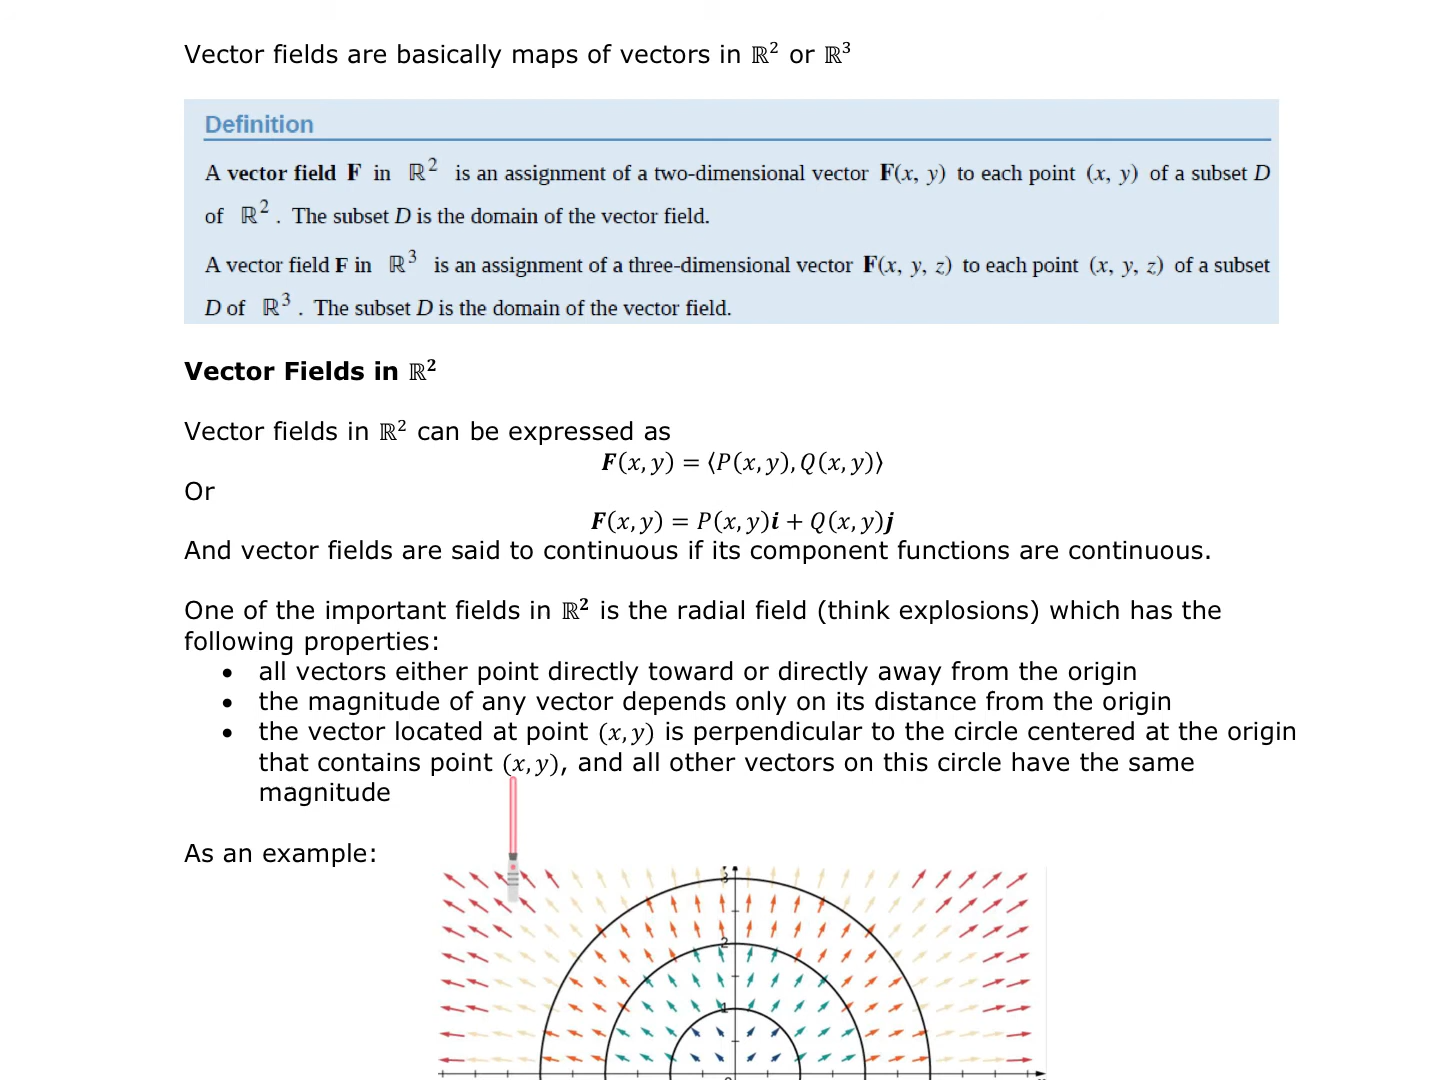 Vector fields are basically maps of vectors in ℝ² or ℝ³
Definition
A vector field F in ℝ² is an assignment of a two-dimensional vector F(x, y) to each point (x, y) of a subset D
of ℝ². The subset D is the domain of the vector field.
A vector field F in ℝ³ is an assignment of a three-dimensional vector F(x, y, z) to each point (x, y, z) of a subset
D of ℝ³. The subset D is the domain of the vector field.
Vector Fields in ℝ²
Vector fields in ℝ² can be expressed as
F(x, y) = ⟨P(x, y), Q(x, y)⟩
Or
F(x, y) = P(x, y)i + Q(x, y)j
And vector fields are said to continuous if its component functions are continuous.
One of the important fields in ℝ² is the radial field (think explosions) which has the
following properties:
• all vectors either point directly toward or directly away from the origin
• the magnitude of any vector depends only on its distance from the origin
• the vector located at point (x, y) is perpendicular to the circle centered at the origin
that contains point (x, y), and all other vectors on this circle have the same
magnitude
As an example:
3
2
1